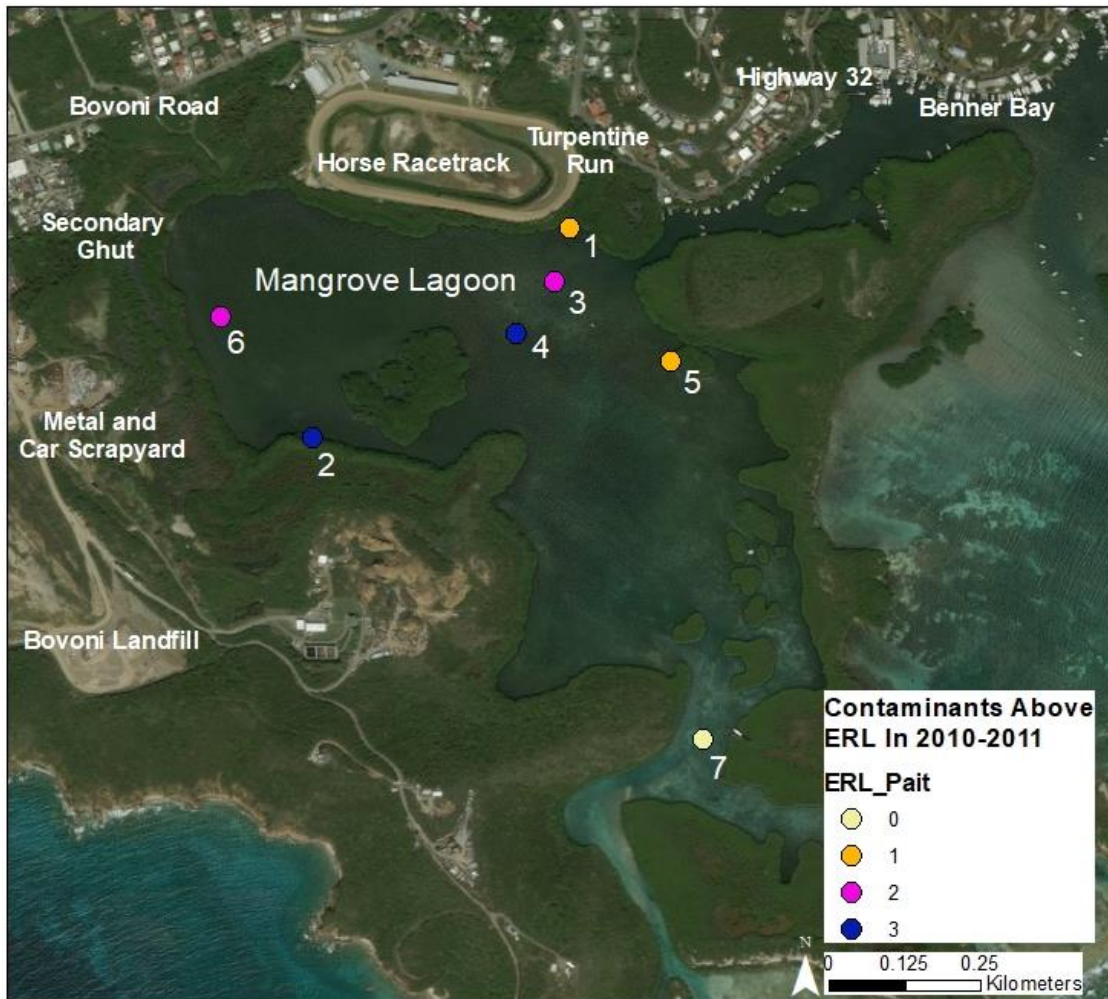 Highway 32
Bovoni Road
Benner Bay
Turpentine
Run
Horse Racetrack
Secondary
Ghut
1
Mangrove Lagoon
3
6
4
5
Metal and
Car Scrapyard
2
Bovoni Landfill
7
Contaminants Above
ERL In 2010-2011
ERL_Pait
0
1
2
3
N
0 0.125 0.25
Kilometers